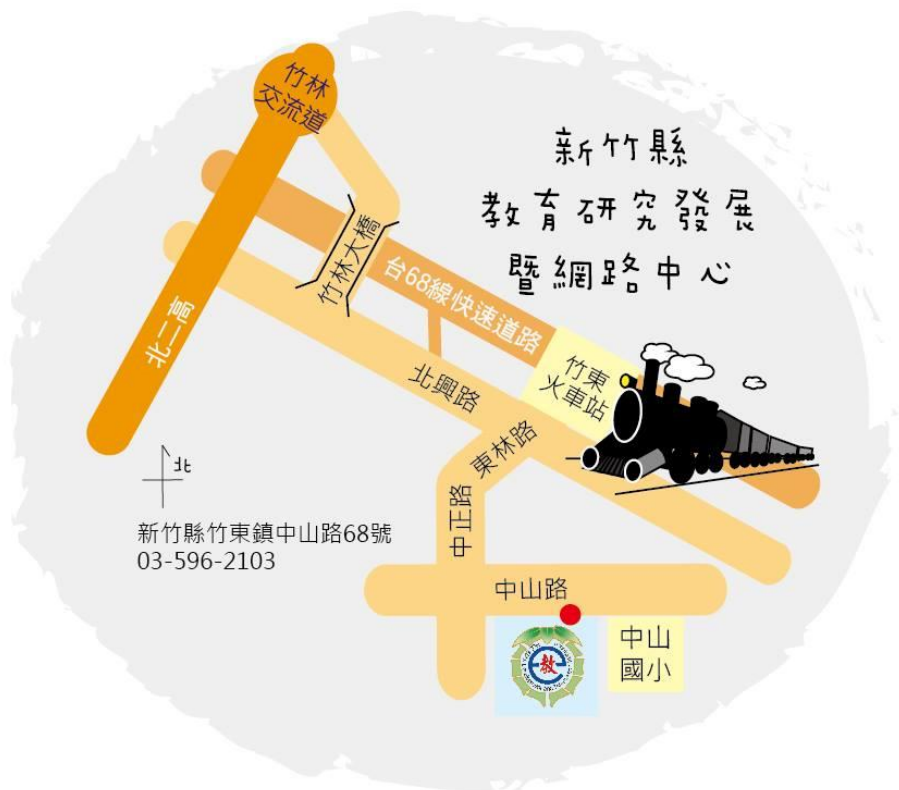 竹林
交流道
新竹縣
教育研究發展
暨網路中心
竹林大橋
台68線快速道路
北二高
竹東
火車站
北興路
東林路
北
中正路
新竹縣竹東鎮中山路68號
03-596-2103
中山路
中山
國小
教